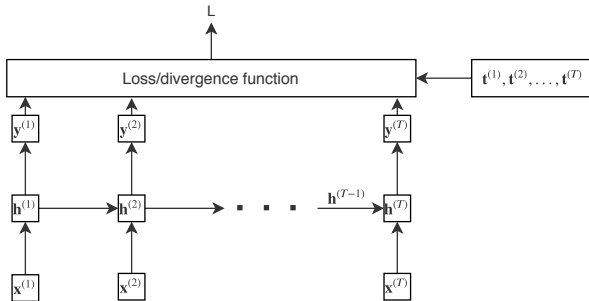 L
Loss/divergence function
t^{(1)}, t^{(2)}, . . . , t^{(T)}
y^{(1)} y^{(2)} y^{(T)}
h^{(T−1)}
h^{(1)} h^{(2)} . . . h^{(T)}
x^{(1)} x^{(2)} x^{(T)}